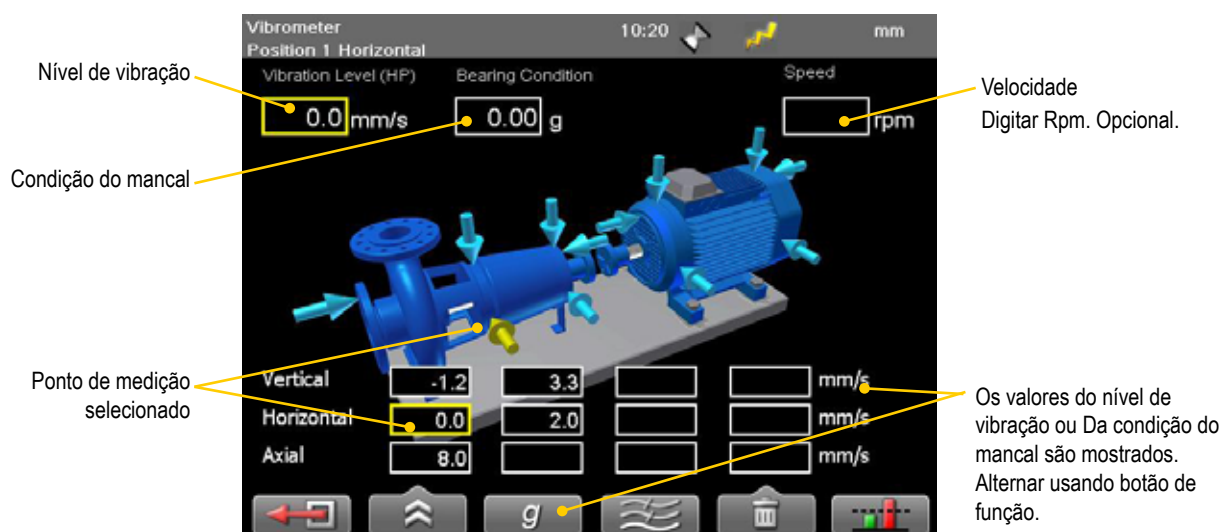 Vibrometer
10:20
mm
Position 1 Horizontal
Nível de vibração
Vibration Level (HP)
Bearing Condition
Speed
Velocidade
Digitar Rpm. Opcional.
0.0 mm/s
0.00 g
rpm
Condição do mancal
Ponto de medição
selecionado
Vertical -1.2 3.3 mm/s
Horizontal 0.0 2.0 mm/s
Axial 8.0 mm/s
Os valores do nível de
vibração ou Da condição do
mancal são mostrados.
Alternar usando botão de
função.
g